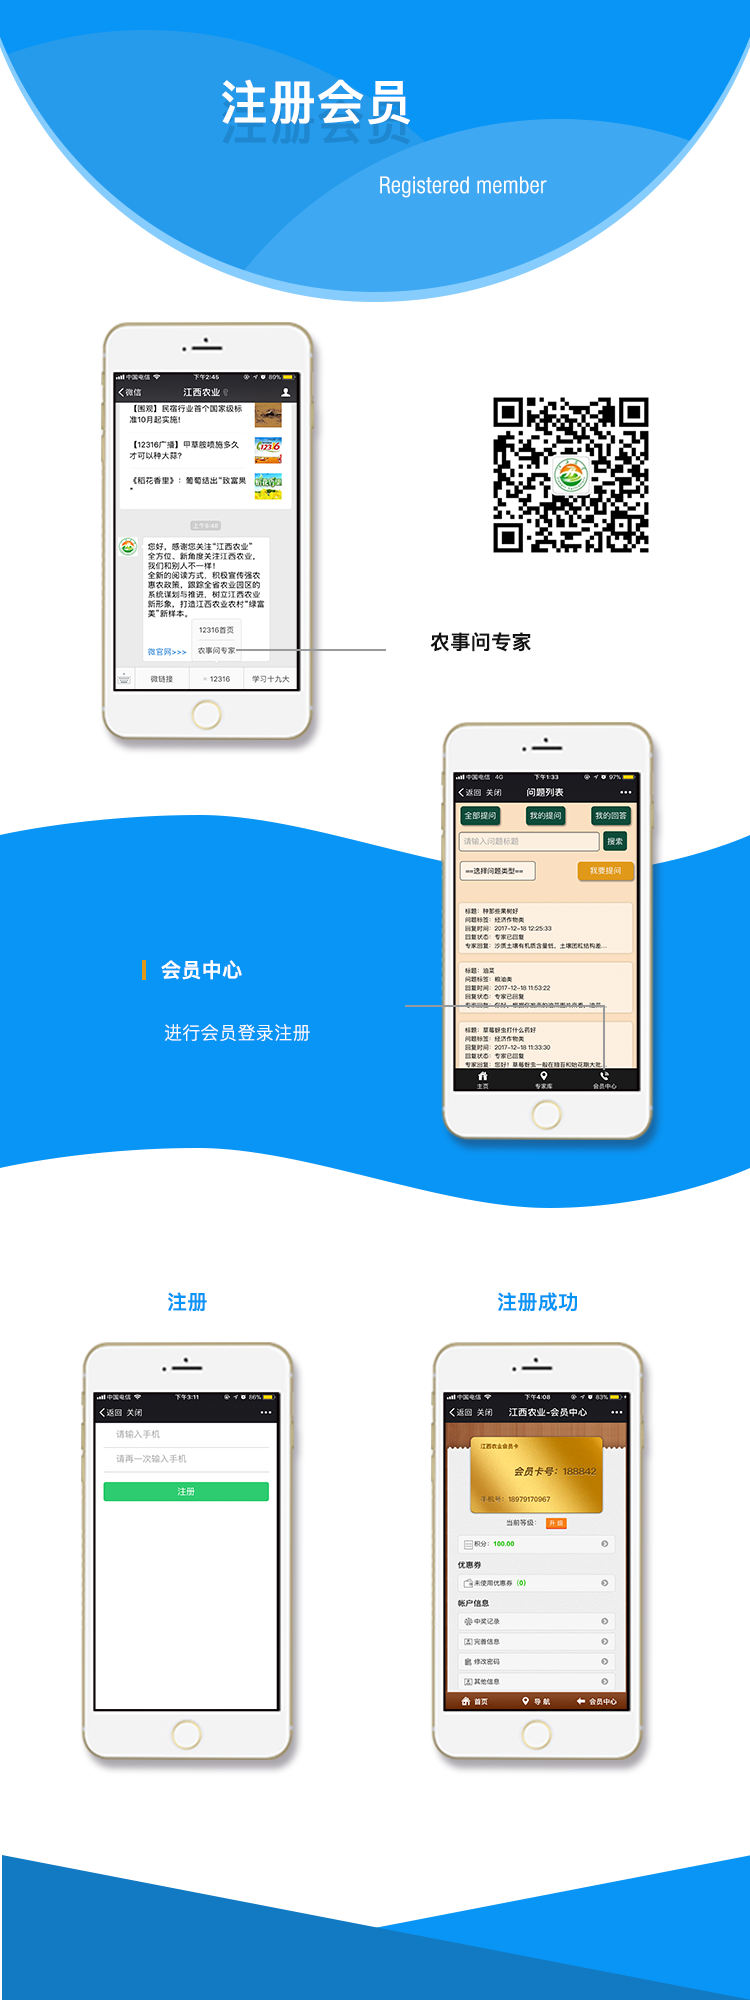 注册会员
Registered member
中国电信
下午2:45
89%
微信
江西农业
【围观】民宿行业首个国家级标
准10月起实施!
【12316广播】甲草胺喷施多久
才可以种大蒜?
《稻花香里》：葡萄结出“致富果
”
上午8:48
您好，感谢您关注“江西农业”
全方位、新角度关注江西农业，
我们和别人不一样!
全新的阅读方式，积极宣传强农
惠农政策，跟踪全省农业园区的
系统谋划与推进，树立江西农业
新形象，打造江西农业农村“绿富
美”新样本。
微官网>>>
12316首页
农事问专家
微链接
12316
学习十九大
农事问专家
中国电信 4G
下午1:33
97%
返回 关闭
问题列表
全部提问
我的提问
我的回答
请输入问题标题
搜索
==选择问题类型==
我要提问
标题：种那些果树好
问题标签：经济作物类
回复时间：2017-12-18 12:25:33
回复状态：专家已回复
专家回复：沙质土壤有机质含量低，土壤团粒结构差...
标题：油菜
问题标签：粮油类
回复时间：2017-12-18 11:53:22
回复状态：专家已回复
专家回复：您好，根据你发来的油菜图片来看，油菜...
标题：草莓蚜虫打什么药好
问题标签：经济作物类
回复时间：2017-12-18 11:33:30
回复状态：专家已回复
专家回复：您好！草莓蚜虫一般在翘首和始花期大批...
主页
专家库
会员中心
会员中心
进行会员登录注册
注册
注册成功
中国电信
下午3:11
86%
返回 关闭
请输入手机
请再一次输入手机
注册
中国电信
下午4:08
83%
返回 关闭
江西农业-会员中心
江西农业会员卡
会员卡号：188842
手机号：18979170967
当前等级：
升级
积分：100.00
优惠券
未使用优惠券（0）
帐户信息
中奖记录
完善信息
修改密码
其他信息
首页
导航
会员中心